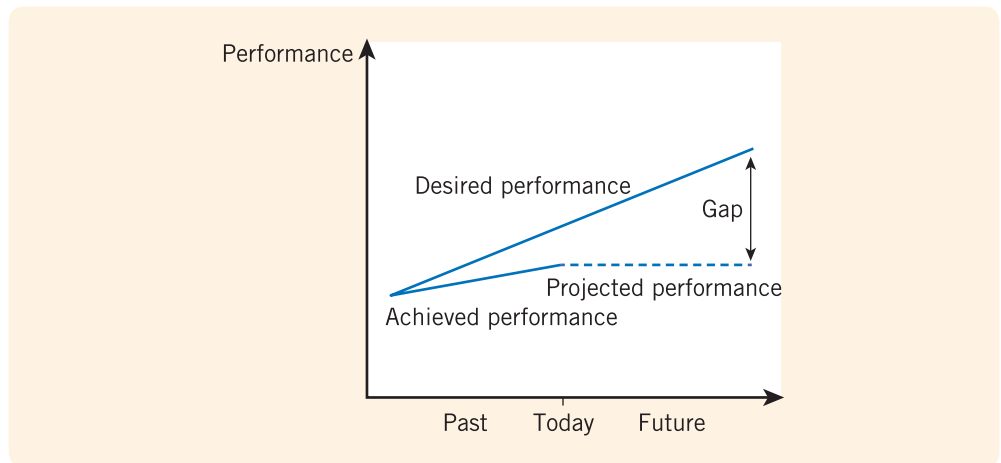 Performance
Desired performance
Gap
Projected performance
Achieved performance
Past
Today
Future